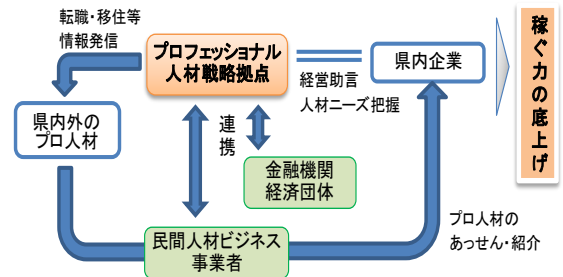 転職・移住等
情報発信
プロフェッショナル
人材戦略拠点
県内企業
経営助言
人材ニーズ把握
稼ぐ力の底上げ
県内外の
プロ人材
連携
金融機関
経済団体
民間人材ビジネス
事業者
プロ人材の
あっせん・紹介